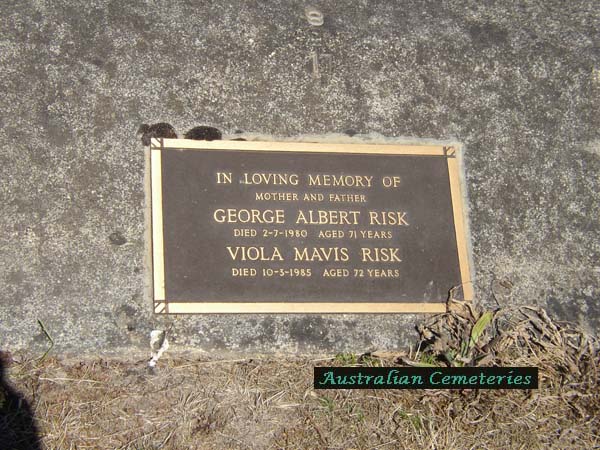 8
IN LOVING MEMORY OF
MOTHER AND FATHER
GEORGE ALBERT RISK
DIED 2-7-1980 AGED 71 YEARS
VIOLA MAVIS RISK
DIED 10-3-1985 AGED 72 YEARS
Australian Cemeteries